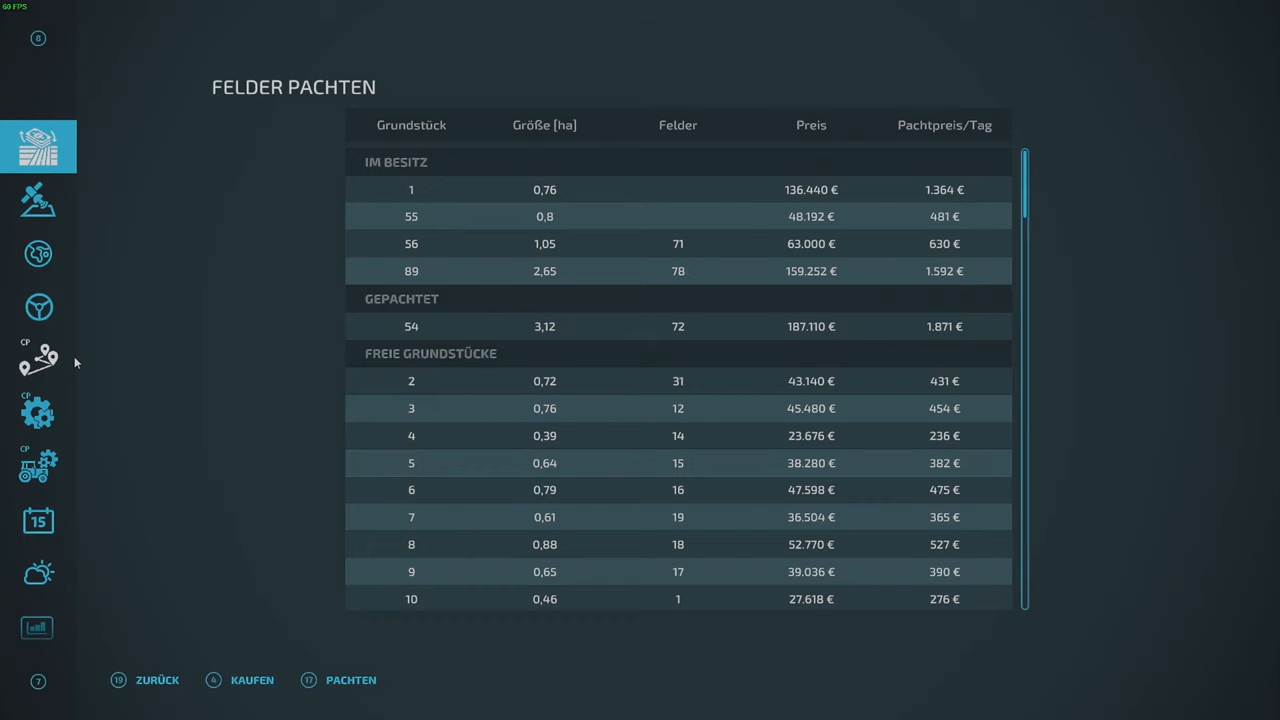 60 FPS
8
FELDER PACHTEN
Grundstück Größe [ha] Felder Preis Pachtpreis/Tag
IM BESITZ
1 0,76 136.440 € 1.364 €
55 0,8 48.192 € 481 €
56 1,05 71 63.000 € 630 €
89 2,65 78 159.252 € 1.592 €
GEPACHTET
54 3,12 72 187.110 € 1.871 €
FREIE GRUNDSTÜCKE
2 0,72 31 43.140 € 431 €
3 0,76 12 45.480 € 454 €
4 0,39 14 23.676 € 236 €
5 0,64 15 38.280 € 382 €
6 0,79 16 47.598 € 475 €
7 0,61 19 36.504 € 365 €
8 0,88 18 52.770 € 527 €
9 0,65 17 39.036 € 390 €
10 0,46 1 27.618 € 276 €
CP
CP
CP
15
7
19 ZURÜCK 4 KAUFEN 17 PACHTEN